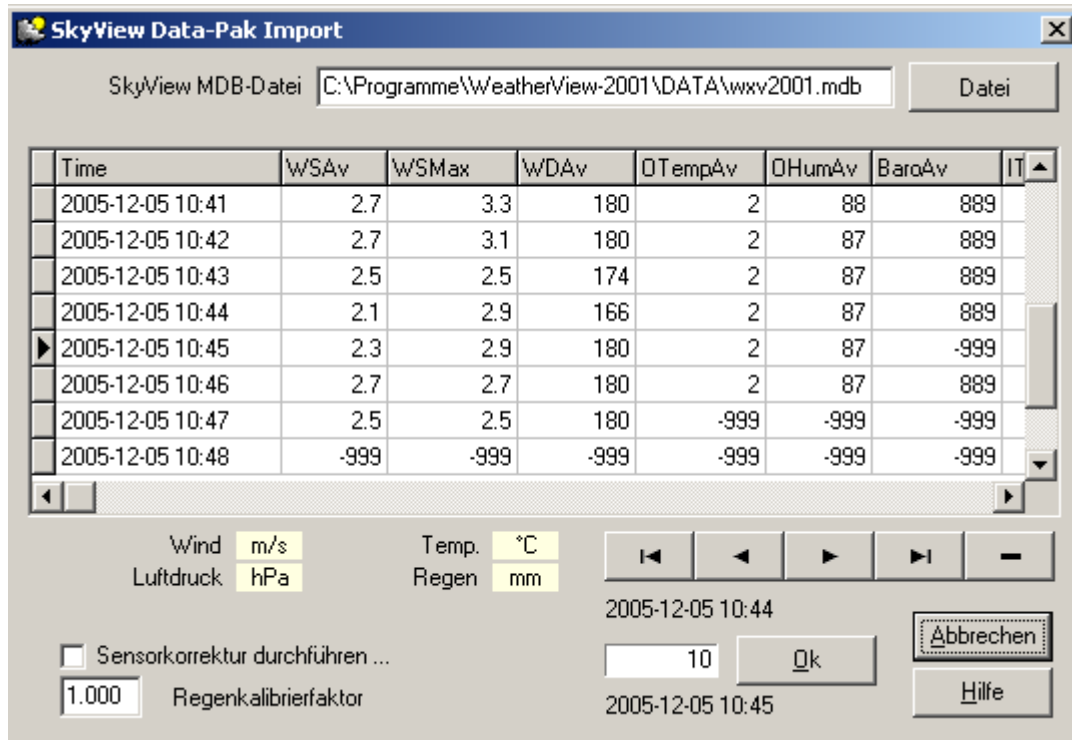 SkyView Data-Pak Import
SkyView MDB-Datei C:\Programme\WeatherView-2001\DATA\wxv2001.mdb Datei
Time WSAv WSMax WDAv OTempAv OHumAv BaroAv IT
2005-12-05 10:41 2.7 3.3 180 2 88 889
2005-12-05 10:42 2.7 3.1 180 2 87 889
2005-12-05 10:43 2.5 2.5 174 2 87 889
2005-12-05 10:44 2.1 2.9 166 2 87 889
2005-12-05 10:45 2.3 2.9 180 2 87 -999
2005-12-05 10:46 2.7 2.7 180 2 87 889
2005-12-05 10:47 2.5 2.5 180 -999 -999 -999
2005-12-05 10:48 -999 -999 -999 -999 -999 -999
Wind m/s Temp. °C
Luftdruck hPa Regen mm
2005-12-05 10:44
Abbrechen
Sensorkorrektur durchführen ... 10 Ok
1.000 Regenkalibrierfaktor 2005-12-05 10:45 Hilfe